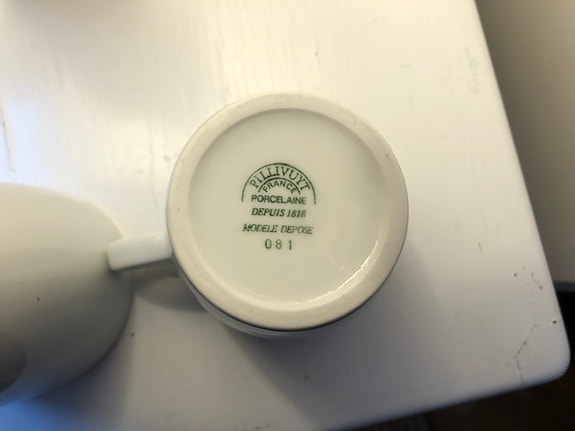 PILLIVUYT
FRANCE
PORCELAINE
DEPUIS 1818
MODELE DEPOSE
081